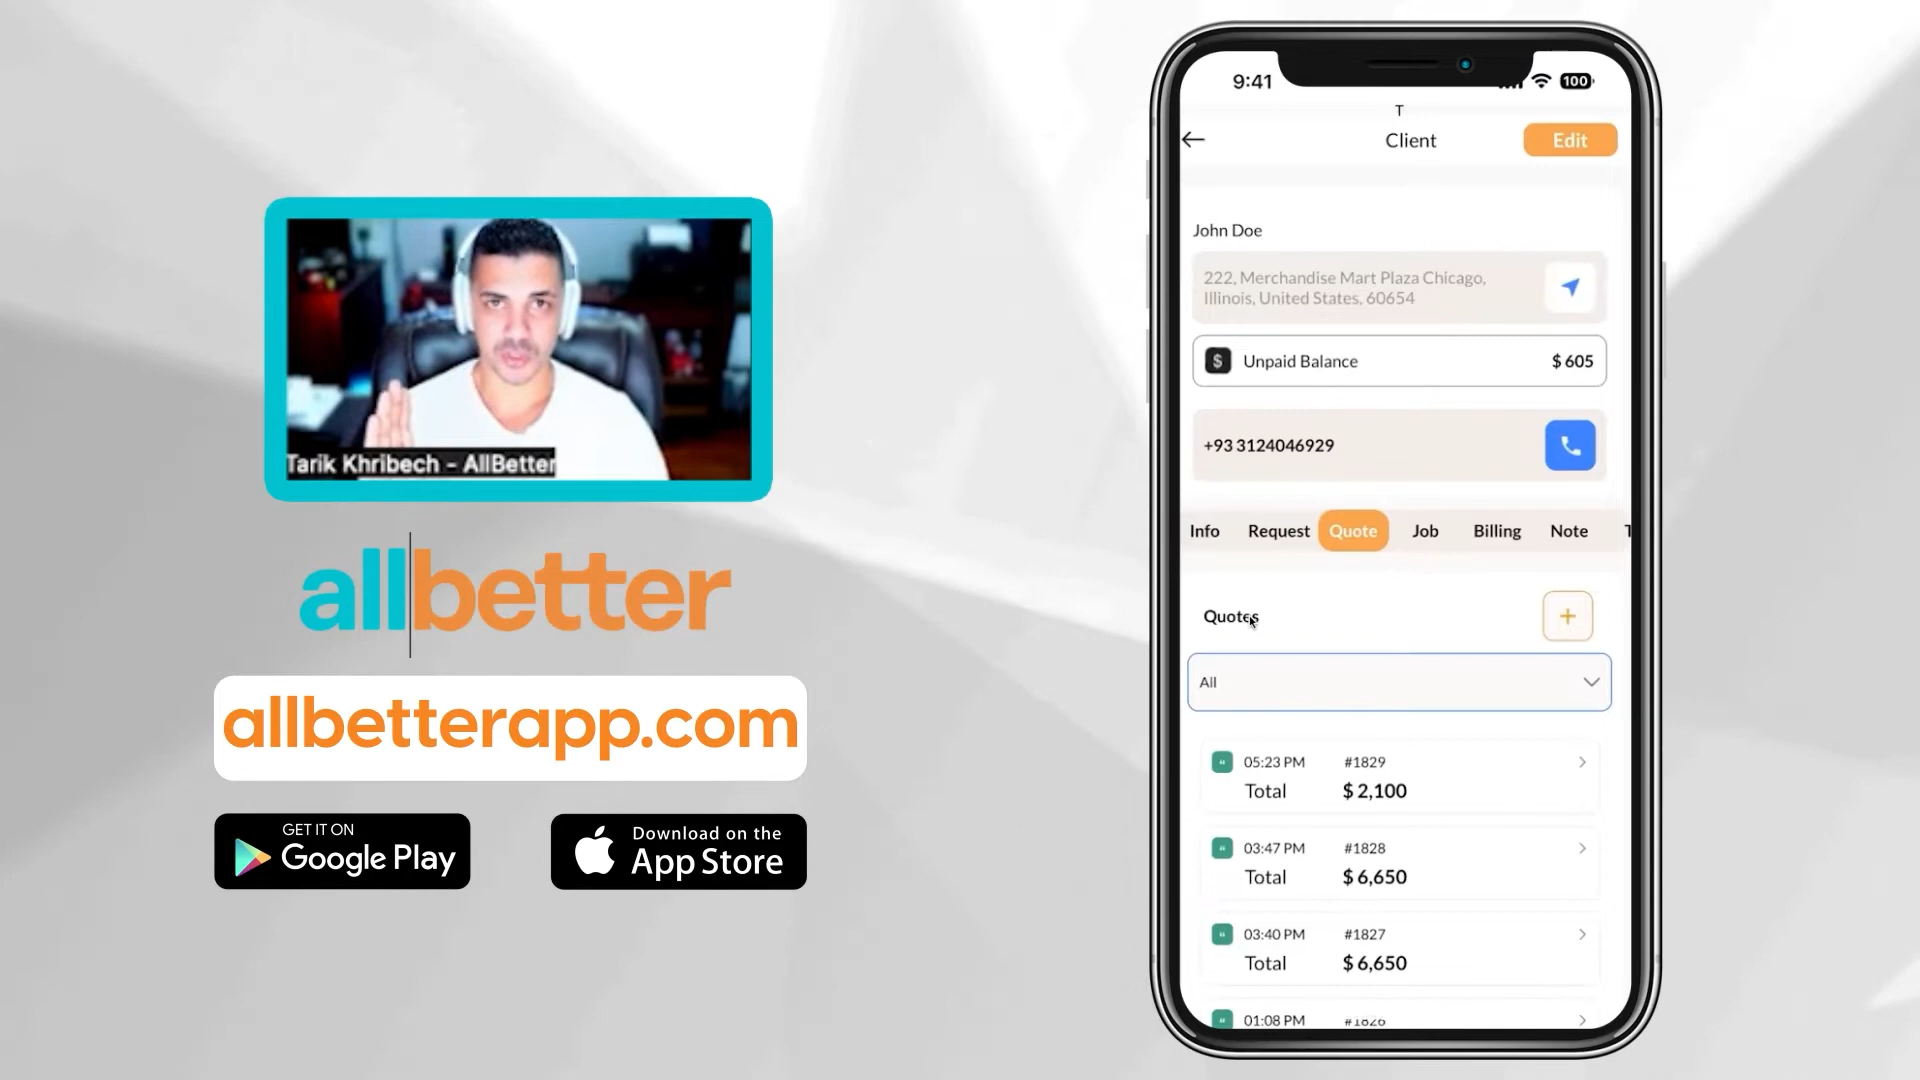 Tarik Khribech - AllBetter
allbetter
allbetterapp.com
GET IT ON
Google Play
Download on the
App Store
9:41
100
T
Client
Edit
John Doe
222, Merchandise Mart Plaza Chicago,
Illinois, United States, 60654
$ Unpaid Balance $ 605
+93 3124046929
Info Request Quote Job Billing Note T
Quotes
+
All
05:23 PM #1829
Total $ 2,100
03:47 PM #1828
Total $ 6,650
03:40 PM #1827
Total $ 6,650
01:08 PM #1826